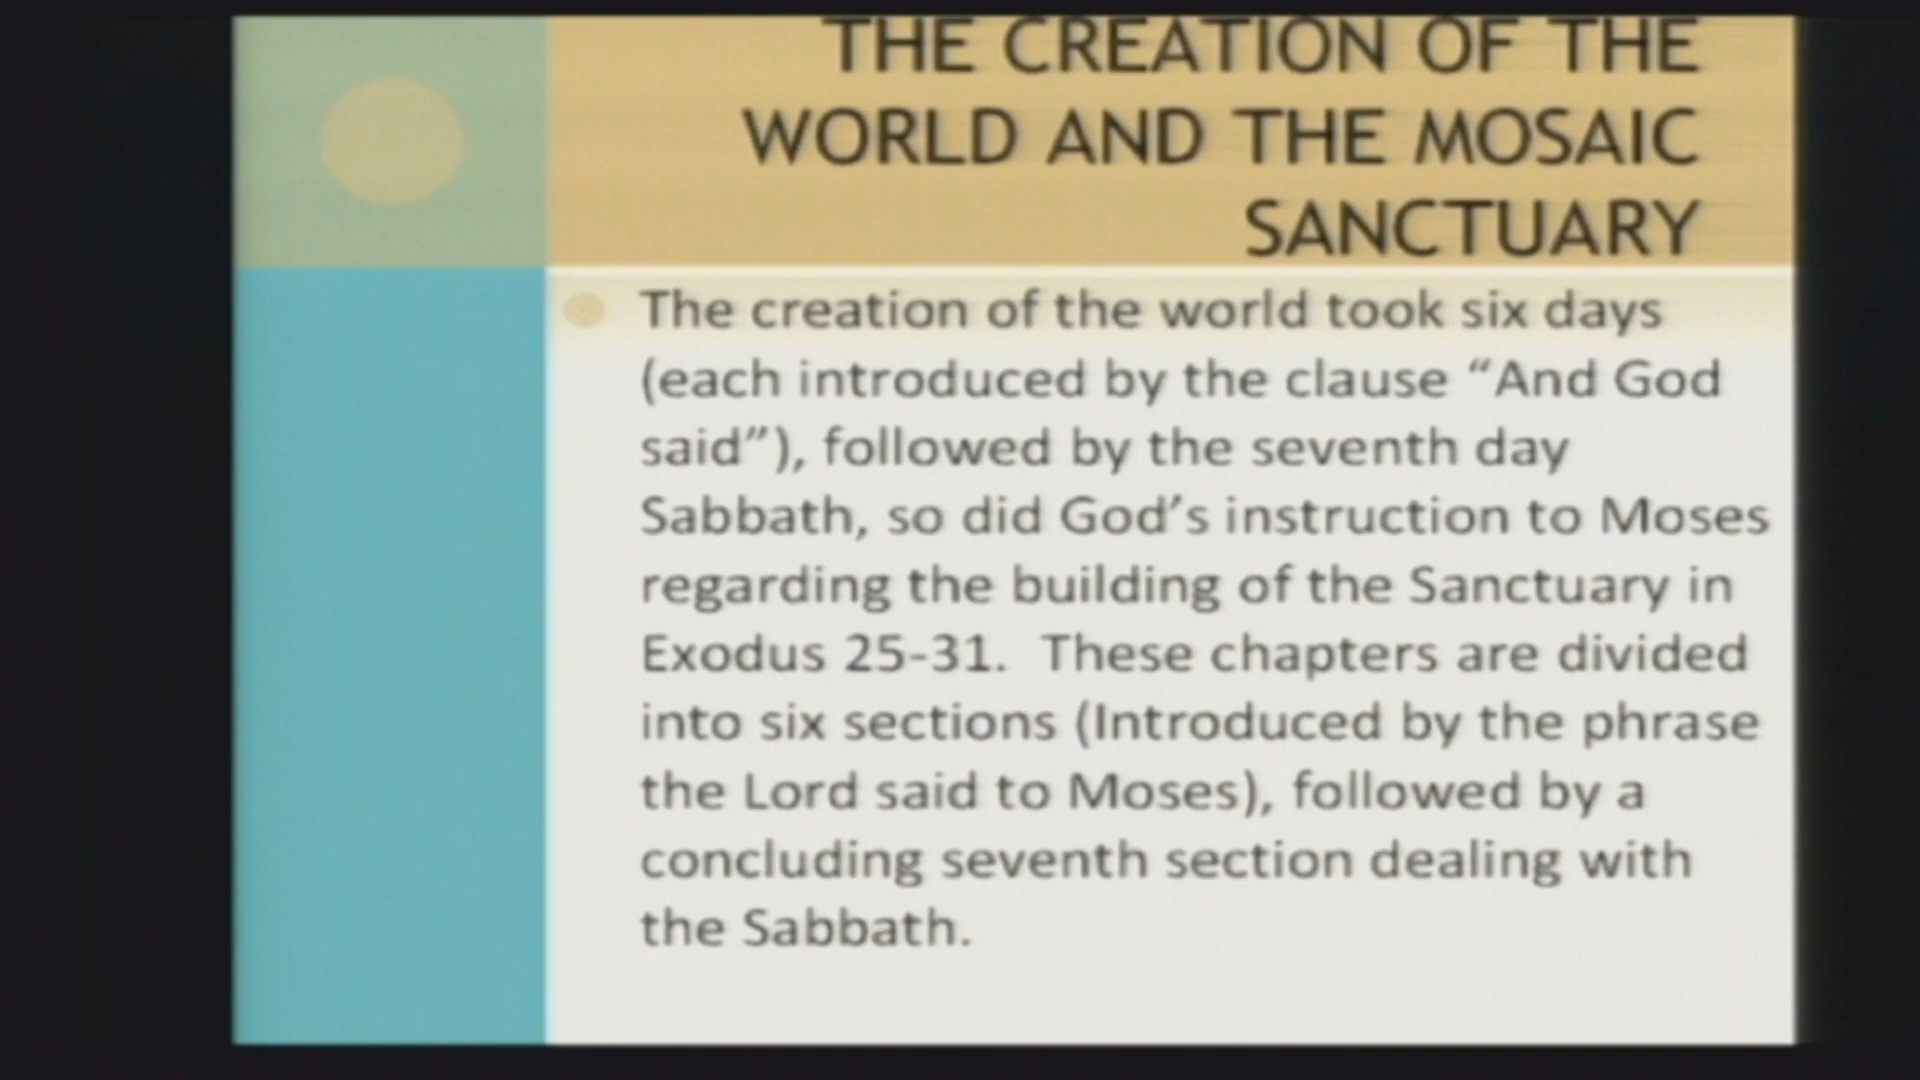 THE CREATION OF THE
WORLD AND THE MOSAIC
SANCTUARY
The creation of the world took six days
(each introduced by the clause “And God
said”), followed by the seventh day
Sabbath, so did God’s instruction to Moses
regarding the building of the Sanctuary in
Exodus 25-31.  These chapters are divided
into six sections (Introduced by the phrase
the Lord said to Moses), followed by a
concluding seventh section dealing with
the Sabbath.